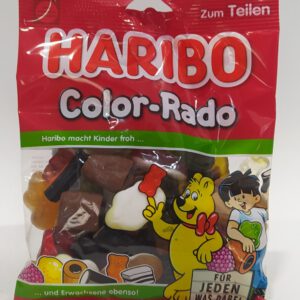 Zum Teilen
HARIBO
Color-Rado
Haribo macht Kinder froh ...
... und Erwachsene ebenso!
FÜR
JEDEN
WAS DABEI